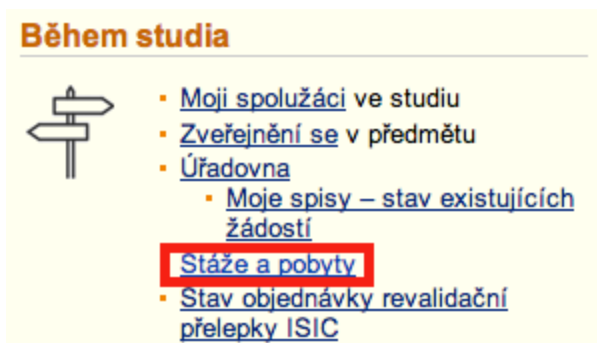 Během studia
Moji spolužáci ve studiu
Zveřejnění se v předmětu
Úřadovna
Moje spisy – stav existujících
žádostí
Stáže a pobyty
Stav objednávky revalidační
přelepky ISIC